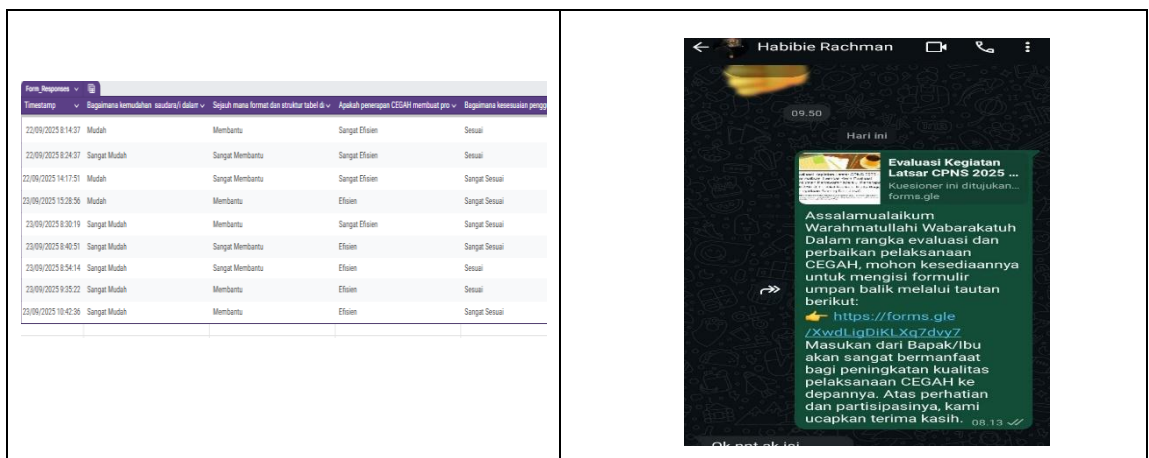 Form_Responses
Timestamp Bagaimana kemudahan saudara/i dalam Sejauh mana format dan struktur tabel di Apakah penerapan CEGAH membuat pro Bagaimana kesesuaian pengg
22/09/2025 8:14:37 Mudah Membantu Sangat Efisien Sesuai
22/09/2025 8:24:37 Sangat Mudah Sangat Membantu Sangat Efisien Sesuai
22/09/2025 14:17:51 Mudah Sangat Membantu Sangat Efisien Sangat Sesuai
23/09/2025 15:28:56 Mudah Membantu Efisien Sangat Sesuai
23/09/2025 8:30:19 Sangat Mudah Membantu Sangat Efisien Sangat Sesuai
23/09/2025 8:40:51 Sangat Mudah Sangat Membantu Efisien Sangat Sesuai
23/09/2025 8:54:14 Sangat Mudah Sangat Membantu Efisien Sesuai
23/09/2025 9:35:22 Sangat Mudah Membantu Efisien Sesuai
23/09/2025 10:42:36 Sangat Mudah Membantu Efisien Sangat Sesuai
Habibie Rachman
09.50
Hari ini
Evaluasi Kegiatan
Latsar CPNS 2025 ...
Kuesioner ini ditujukan...
forms.gle
Assalamualaikum
Warahmatullahi Wabarakatuh
Dalam rangka evaluasi dan
perbaikan pelaksanaan
CEGAH, mohon kesediaannya
untuk mengisi formulir
umpan balik melalui tautan
berikut:
👉 https://forms.gle
/XwdLigDiKLXq7dvy7
Masukan dari Bapak/Ibu
akan sangat bermanfaat
bagi peningkatan kualitas
pelaksanaan CEGAH ke
depannya. Atas perhatian
dan partisipasinya, kami
ucapkan terima kasih. 08.13